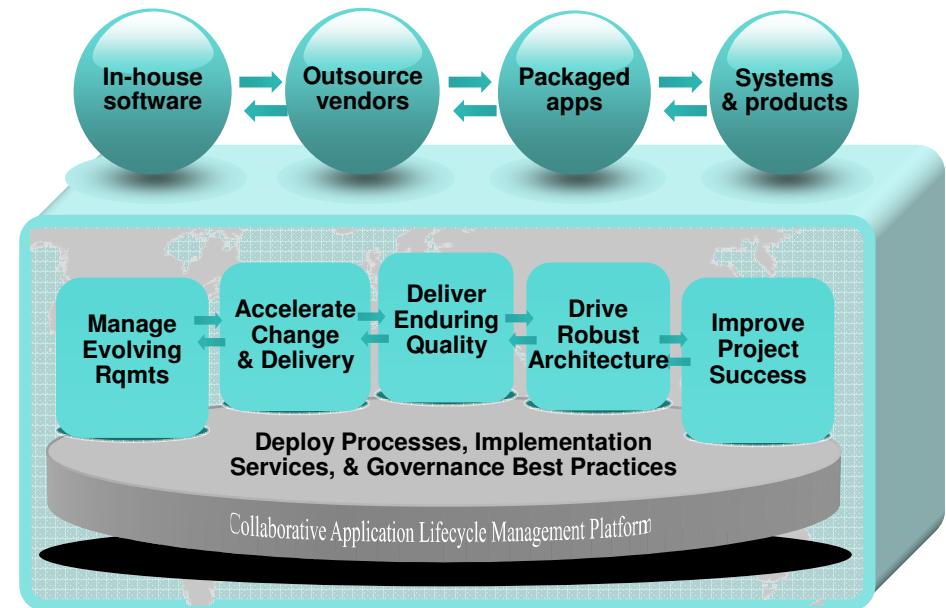 In-house
software
Outsource
vendors
Packaged
apps
Systems
& products
Manage
Evolving
Rqmts
Accelerate
Change
& Delivery
Deliver
Enduring
Quality
Drive
Robust
Architecture
Improve
Project
Success
Deploy Processes, Implementation
Services, & Governance Best Practices
Collaborative Application Lifecycle Management Platform